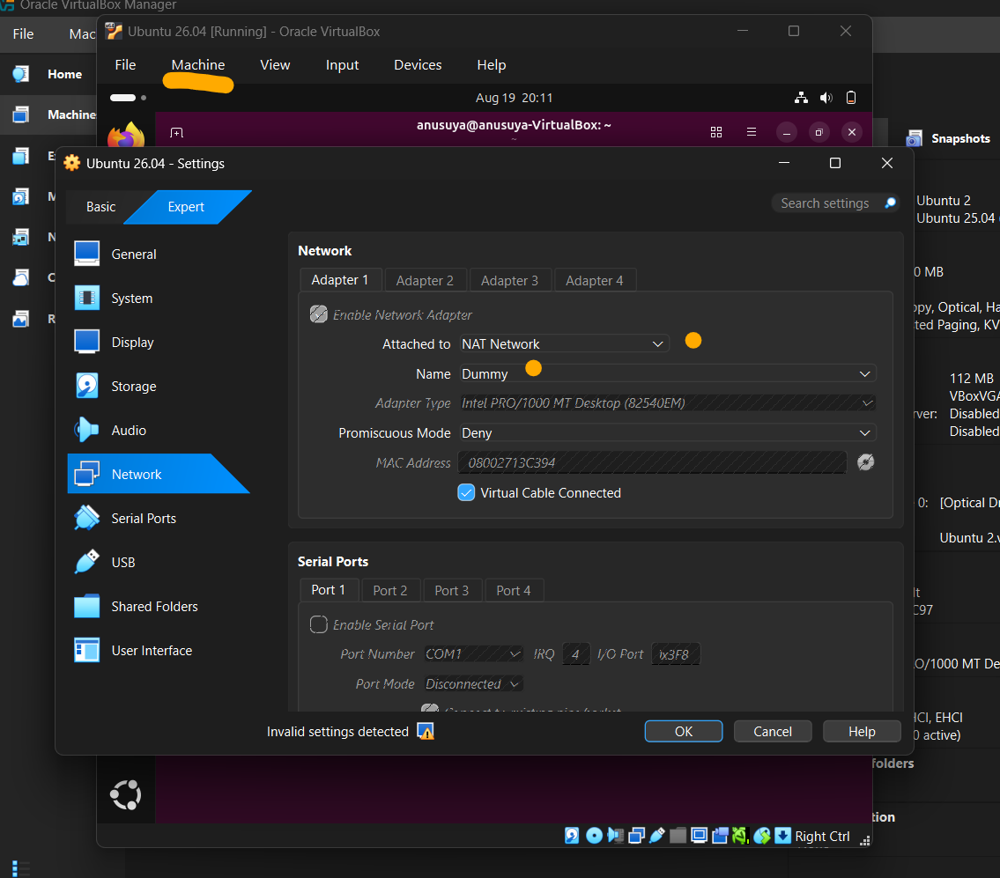 Oracle VirtualBox Manager
File Mac
Ubuntu 26.04 [Running] - Oracle VirtualBox
File Machine View Input Devices Help
Home
Aug 19 20:11
Machine
anusuya@anusuya-VirtualBox: ~
~
Snapshots
Ubuntu 26.04 - Settings
Basic Expert
Search settings
Ubuntu 2
Ubuntu 25.04
General
System
Display
Storage
Audio
Network
Serial Ports
USB
Shared Folders
User Interface
Network
Adapter 1 Adapter 2 Adapter 3 Adapter 4
Enable Network Adapter
Attached to NAT Network
Name Dummy
Adapter Type Intel PRO/1000 MT Desktop (82540EM)
Promiscuous Mode Deny
MAC Address 08002713C394
Virtual Cable Connected
Serial Ports
Port 1 Port 2 Port 3 Port 4
Enable Serial Port
Port Number COM1 IRQ 4 I/O Port 0x3F8
Port Mode Disconnected
Connect to existing pipe/socket
Invalid settings detected
OK Cancel Help
0 MB
opy, Optical, Ha
ted Paging, KV
112 MB
VBoxVGA
rver: Disabled
Disabled
0: [Optical Dr
Ubuntu 2.v
lt
C97
O/1000 MT De
HCI, EHCI
0 active)
folders
tion
Right Ctrl